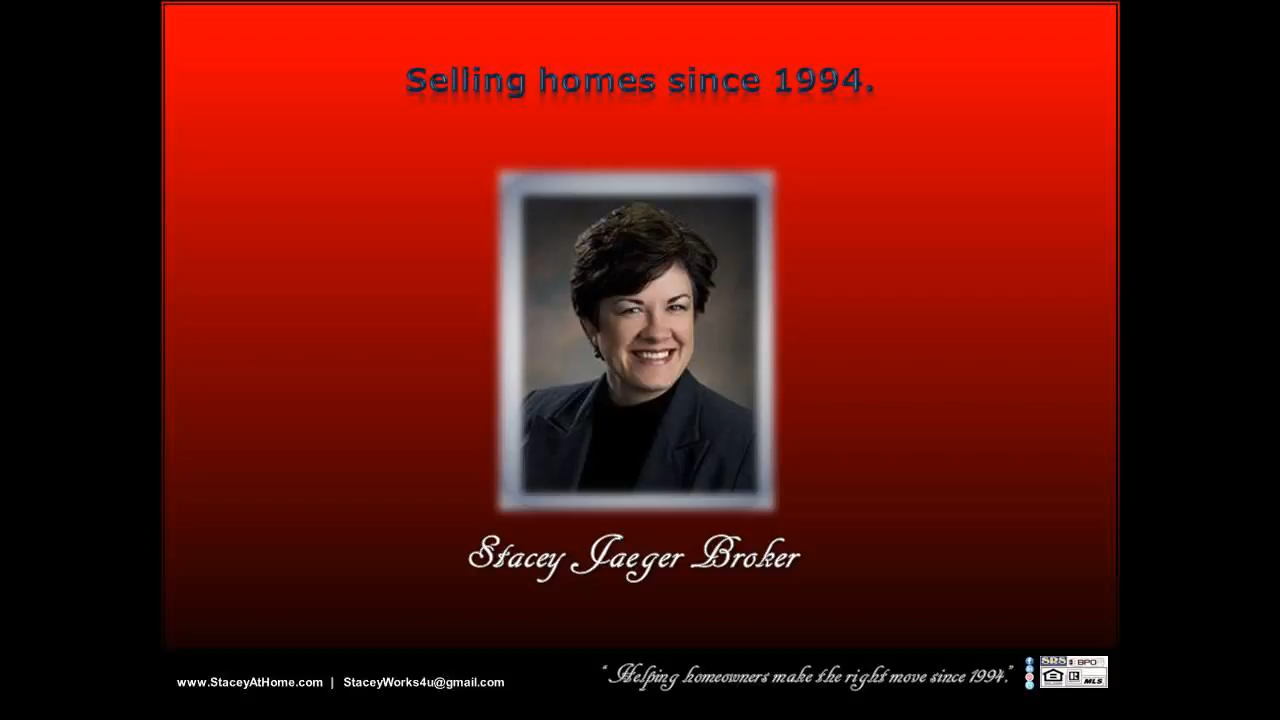 Selling homes since 1994.
Stacey Jaeger Broker
www.StaceyAtHome.com | StaceyWorks4u@gmail.com
“Helping homeowners make the right move since 1994.”
SRS BPO
R MLS